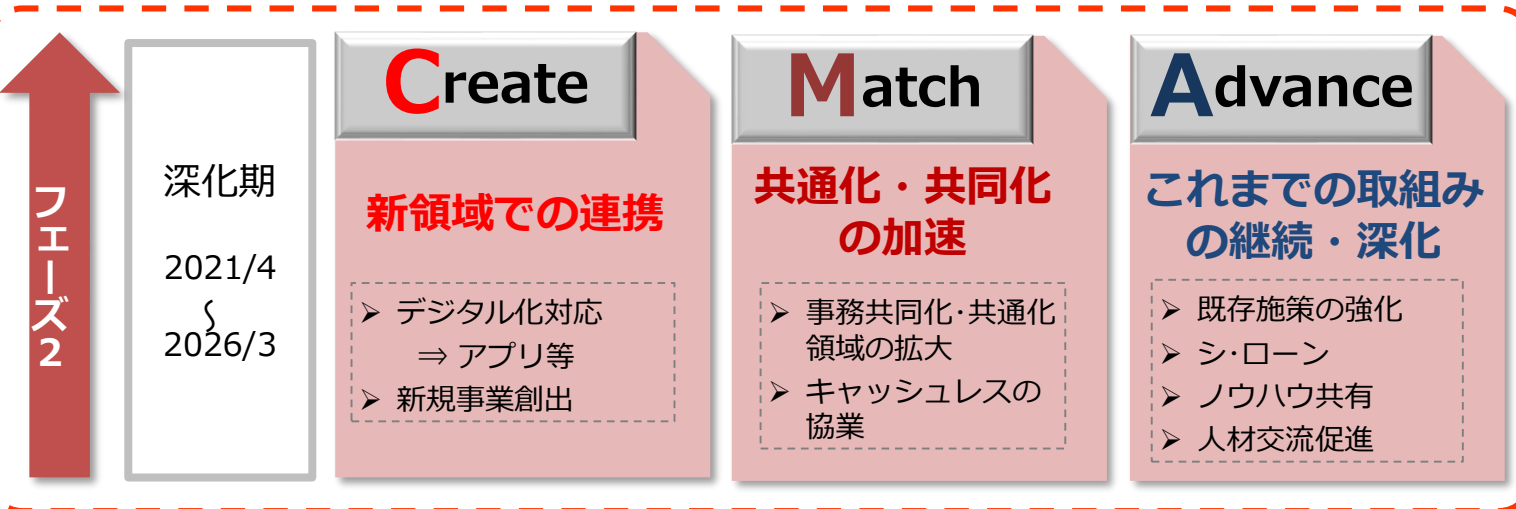 フェーズ2
深化期
2021/4
~
2026/3
Create
新領域での連携
➢ デジタル化対応
⇒ アプリ等
➢ 新規事業創出
Match
共通化・共同化
の加速
➢ 事務共同化･共通化
領域の拡大
➢ キャッシュレスの
協業
Advance
これまでの取組み
の継続・深化
➢ 既存施策の強化
➢ シ･ローン
➢ ノウハウ共有
➢ 人材交流促進